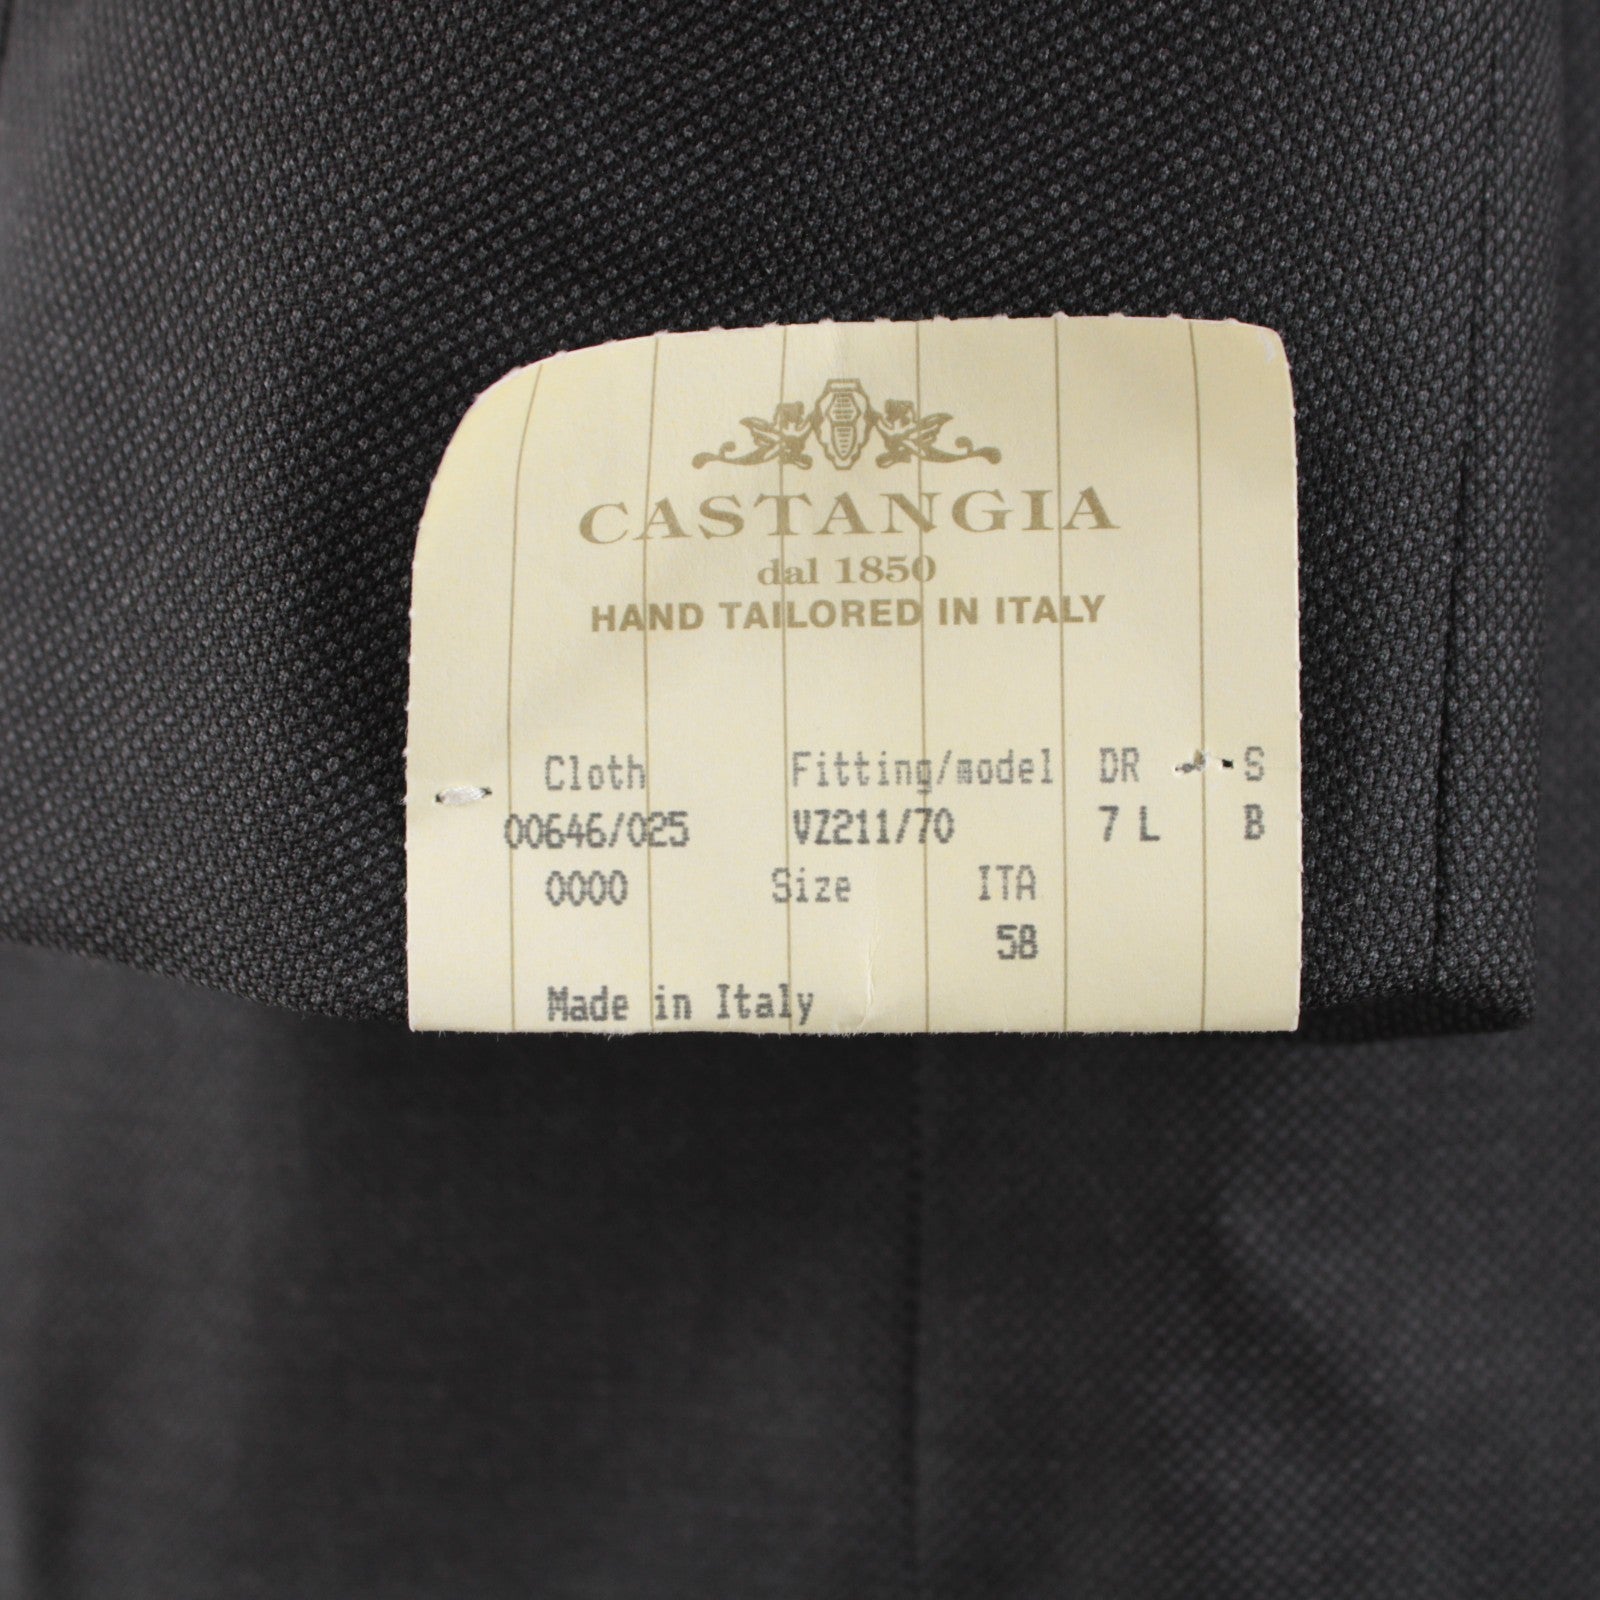 CASTANGIA
dal 1850
HAND TAILORED IN ITALY
Cloth Fitting/model DR S
00646/025 VZ211/70 7 L B
0000 Size ITA
58
Made in Italy